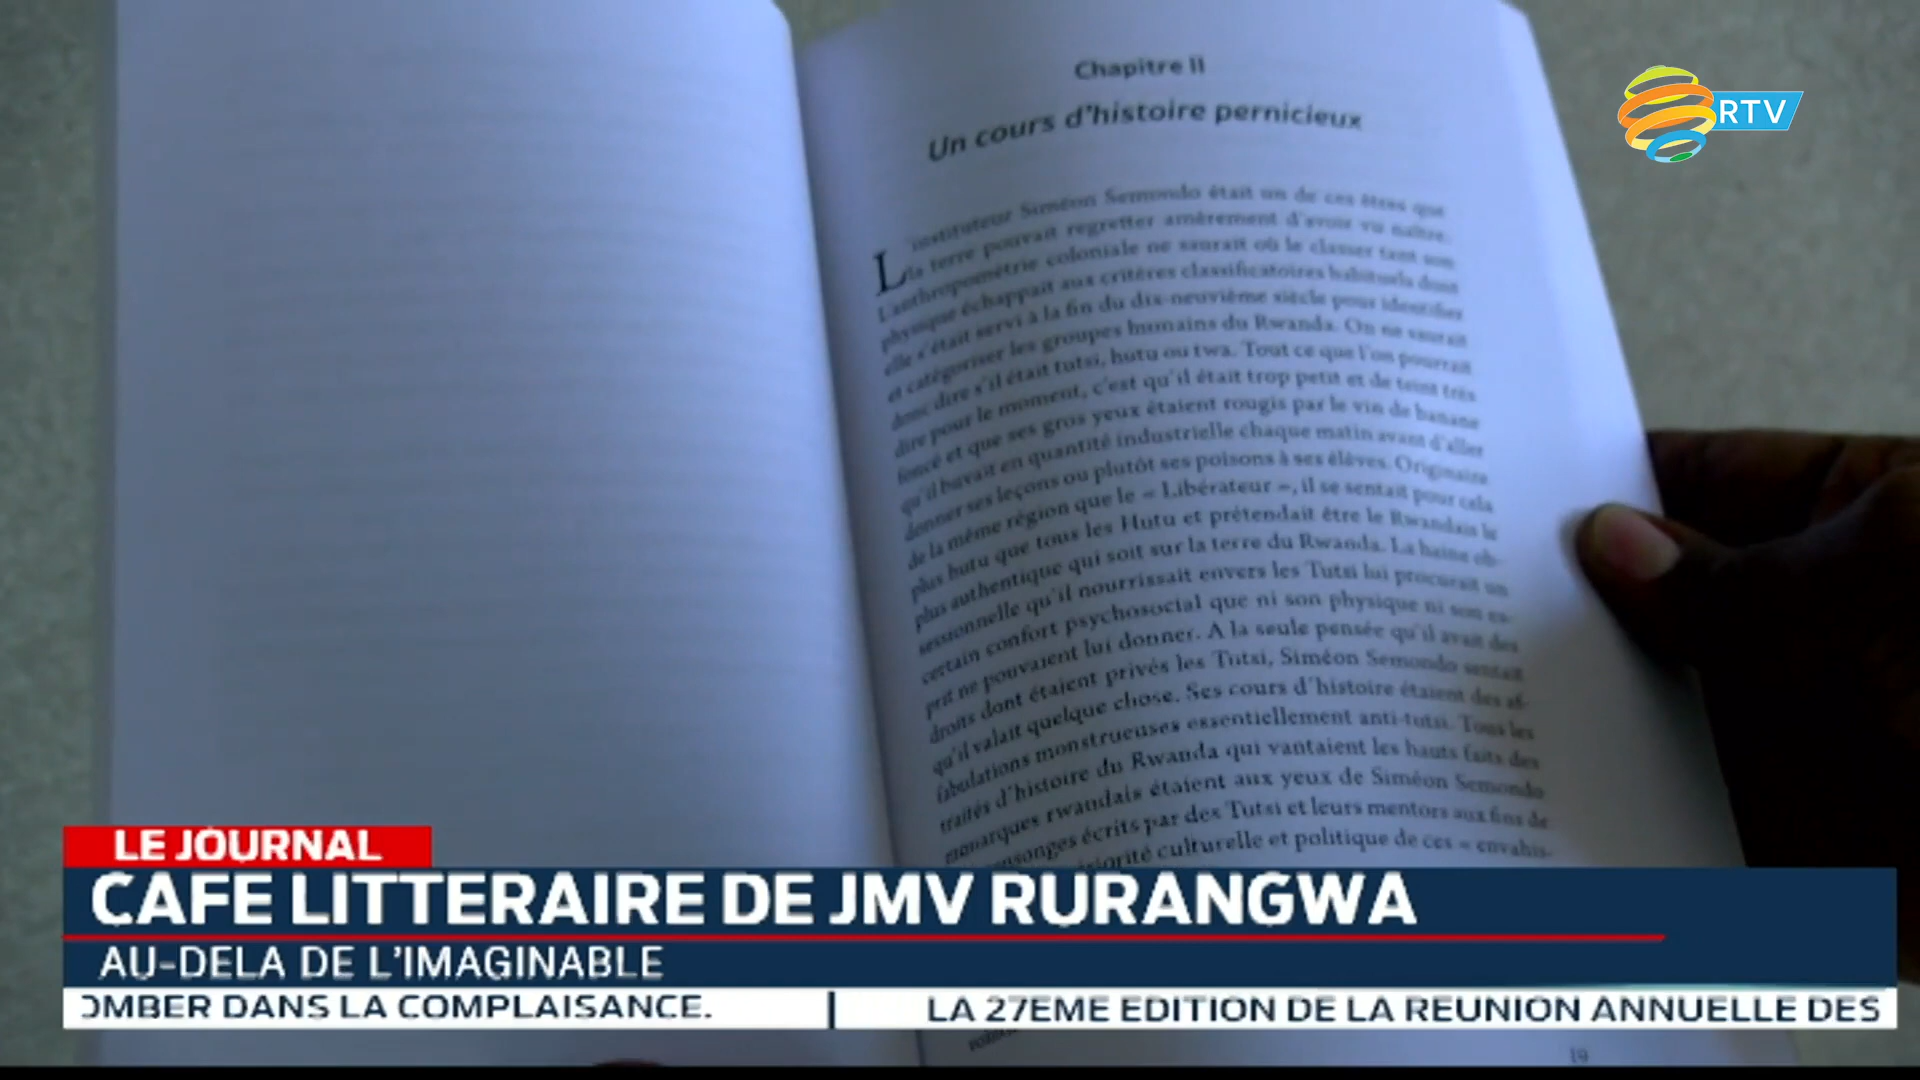 Chapitre II
Un cours d'histoire pernicieux
RTV
L'instituteur Siméon Semondo était un de ces êtres que
la terre pouvait regretter amèrement d'avoir vu naître.
L'anthropométrie coloniale ne saurait où le classer tant son
physique échappait aux critères classificatoires habituels dont
elle s'était servi à la fin du dix-neuvième siècle pour identifier
et catégoriser les groupes humains du Rwanda. On ne saurait
donc dire s'il était tutsi, hutu ou twa. Tout ce que l'on pourrait
dire pour le moment, c'est qu'il était trop petit et de teint très
foncé et que ses gros yeux étaient rougis par le vin de banane
qu'il buvait en quantité industrielle chaque matin avant d'aller
donner ses leçons ou plutôt ses poisons à ses élèves. Originaire
de la même région que le « Libérateur », il se sentait pour cela
plus hutu que tous les Hutu et prétendait être le Rwandais le
plus authentique qui soit sur la terre du Rwanda. La haine ob-
sessionnelle qu'il nourrissait envers les Tutsi lui procurait un
certain confort psychosocial que ni son physique ni son es-
prit ne pouvaient lui donner. A la seule pensée qu'il avait des
droits dont étaient privés les Tutsi, Siméon Semondo sentait
qu'il valait quelque chose. Ses cours d'histoire étaient des af-
fabulations monstrueuses essentiellement anti-tutsi. Tous les
traités d'histoire du Rwanda qui vantaient les hauts faits des
monarques rwandais étaient aux yeux de Siméon Semondo
mensonges écrits par des Tutsi et leurs mentors aux fins de
culturelle et politique de ces « envahis-
LE JOURNAL
CAFE LITTERAIRE DE JMV RURANGWA
AU-DELA DE L'IMAGINABLE
OMBER DANS LA COMPLAISANCE. | LA 27EME EDITION DE LA REUNION ANNUELLE DES
19